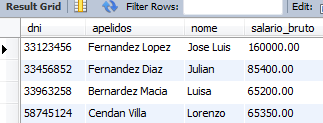 Result Grid Filter Rows: Edit:
dni apelidos nome salario_bruto
33123456 Fernandez Lopez Jose Luis 160000.00
33456852 Fernandez Diaz Julian 85400.00
33963258 Bernardez Macia Luisa 65200.00
58745124 Cendan Villa Lorenzo 65350.00